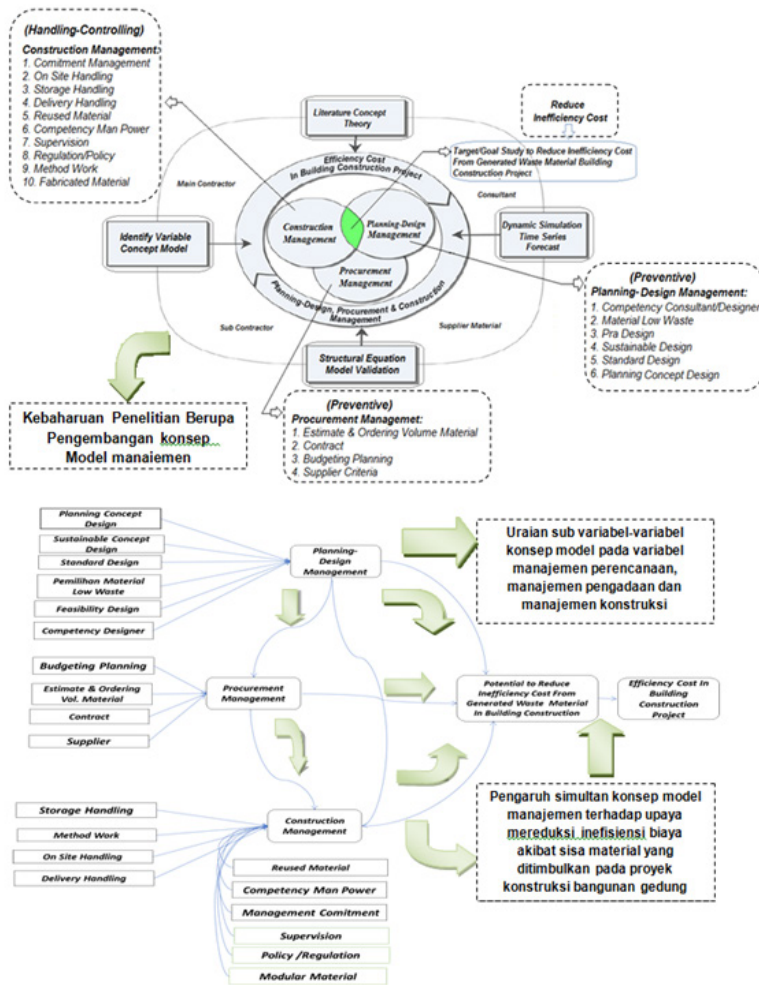 (Handling-Controlling)
Construction Management:
1. Comitment Management
2. On Site Handling
3. Storage Handling
4. Delivery Handling
5. Reused Material
6. Competency Man Power
7. Supervision
8. Regulation/Policy
9. Method Work
10. Fabricated Material
Literature Concept
Theory
Reduce
Inefficiency Cost
Target/Goal Study to Reduce Inefficiency Cost
From Generated Waste Material Building
Construction Project
Efficiency Cost
In Building Construction Project
Main Contractor
Consultant
Identify Variable
Concept Model
Construction
Management
Planning-Design
Management
Procurement
Management
Dynamic Simulation
Time Series
Forecast
Planning-Design, Procurement & Construction
Management
Sub Contractor
Supplier Material
Structural Equation
Model Validation
(Preventive)
Planning-Design Management:
1. Competency Consultant/Designer
2. Material Low Waste
3. Pra Design
4. Sustainable Design
5. Standard Design
6. Planning Concept Design
Kebaharuan Penelitian Berupa
Pengembangan konsep
Model manaiemen
(Preventive)
Procurement Managemet:
1. Estimate & Ordering Volume Material
2. Contract
3. Budgeting Planning
4. Supplier Criteria
Planning Concept
Design
Sustainable Concept
Design
Standard Design
Pemilihan Material
Low Waste
Feasibility Design
Competency Designer
Planning-
Design
Management
Uraian sub variabel-variabel
konsep model pada variabel
manajemen perencanaan,
manajemen pengadaan dan
manajemen konstruksi
Budgeting Planning
Estimate & Ordering
Vol. Material
Contract
Supplier
Procurement
Management
Potential to Reduce
Inefficiency Cost From
Generated Waste Material
In Building Construction
Efficiency Cost In
Building
Construction
Project
Storage Handling
Method Work
On Site Handling
Delivery Handling
Construction
Management
Reused Material
Competency Man Power
Management Comitment
Supervision
Policy /Regulation
Modular Material
Pengaruh simultan konsep model
manajemen terhadap upaya
mereduksi inefisiensi biaya
akibat sisa material yang
ditimbulkan pada proyek
konstruksi bangunan gedung